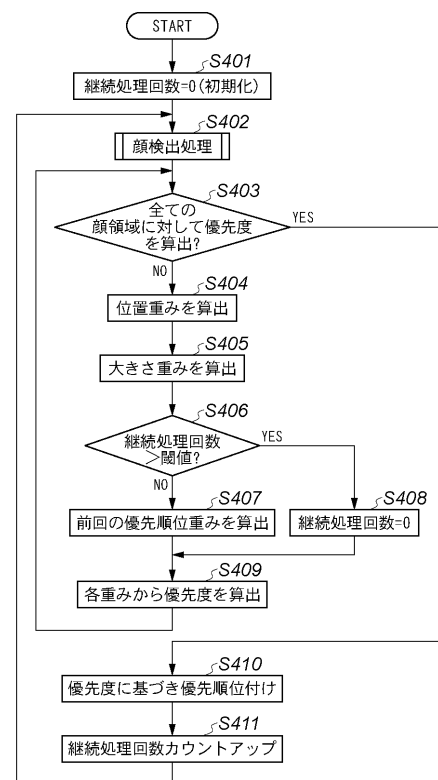 START
S401
継続処理回数=0(初期化)
S402
顔検出処理
S403
全ての
顔領域に対して優先度
を算出?
YES
NO
S404
位置重みを算出
S405
大きさ重みを算出
S406
継続処理回数
>閾値?
YES
NO
S407
前回の優先順位重みを算出
S408
継続処理回数=0
S409
各重みから優先度を算出
S410
優先度に基づき優先順位付け
S411
継続処理回数カウントアップ